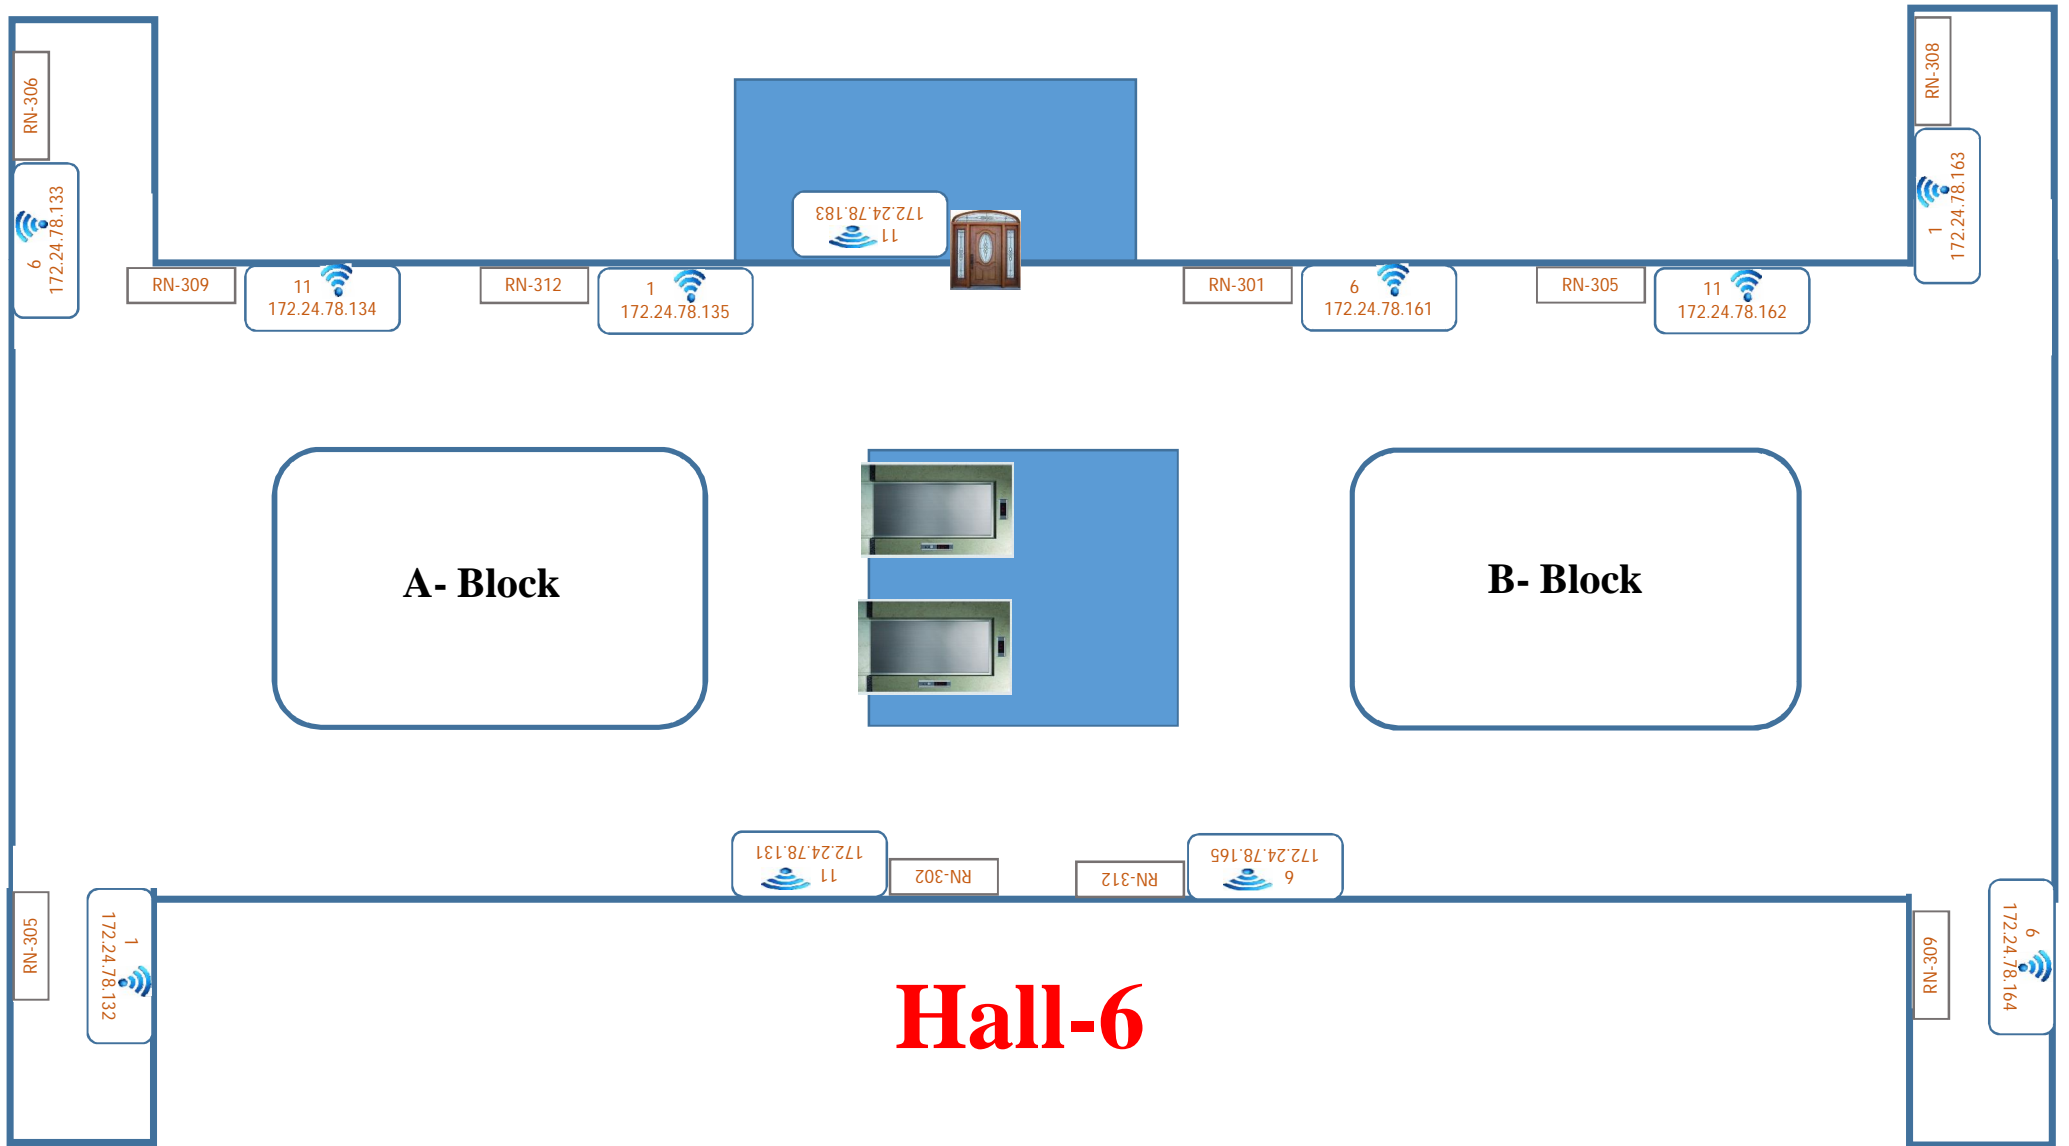 RN-306
6
172.24.78.133
RN-309
11
172.24.78.134
RN-312
1
172.24.78.135
172.24.78.183
11
RN-301
6
172.24.78.161
RN-305
11
172.24.78.162
RN-308
1
172.24.78.163
A- Block
B- Block
172.24.78.131
11
RN-302
RN-312
172.24.78.165
6
RN-305
1
172.24.78.132
RN-309
6
172.24.78.164
Hall-6